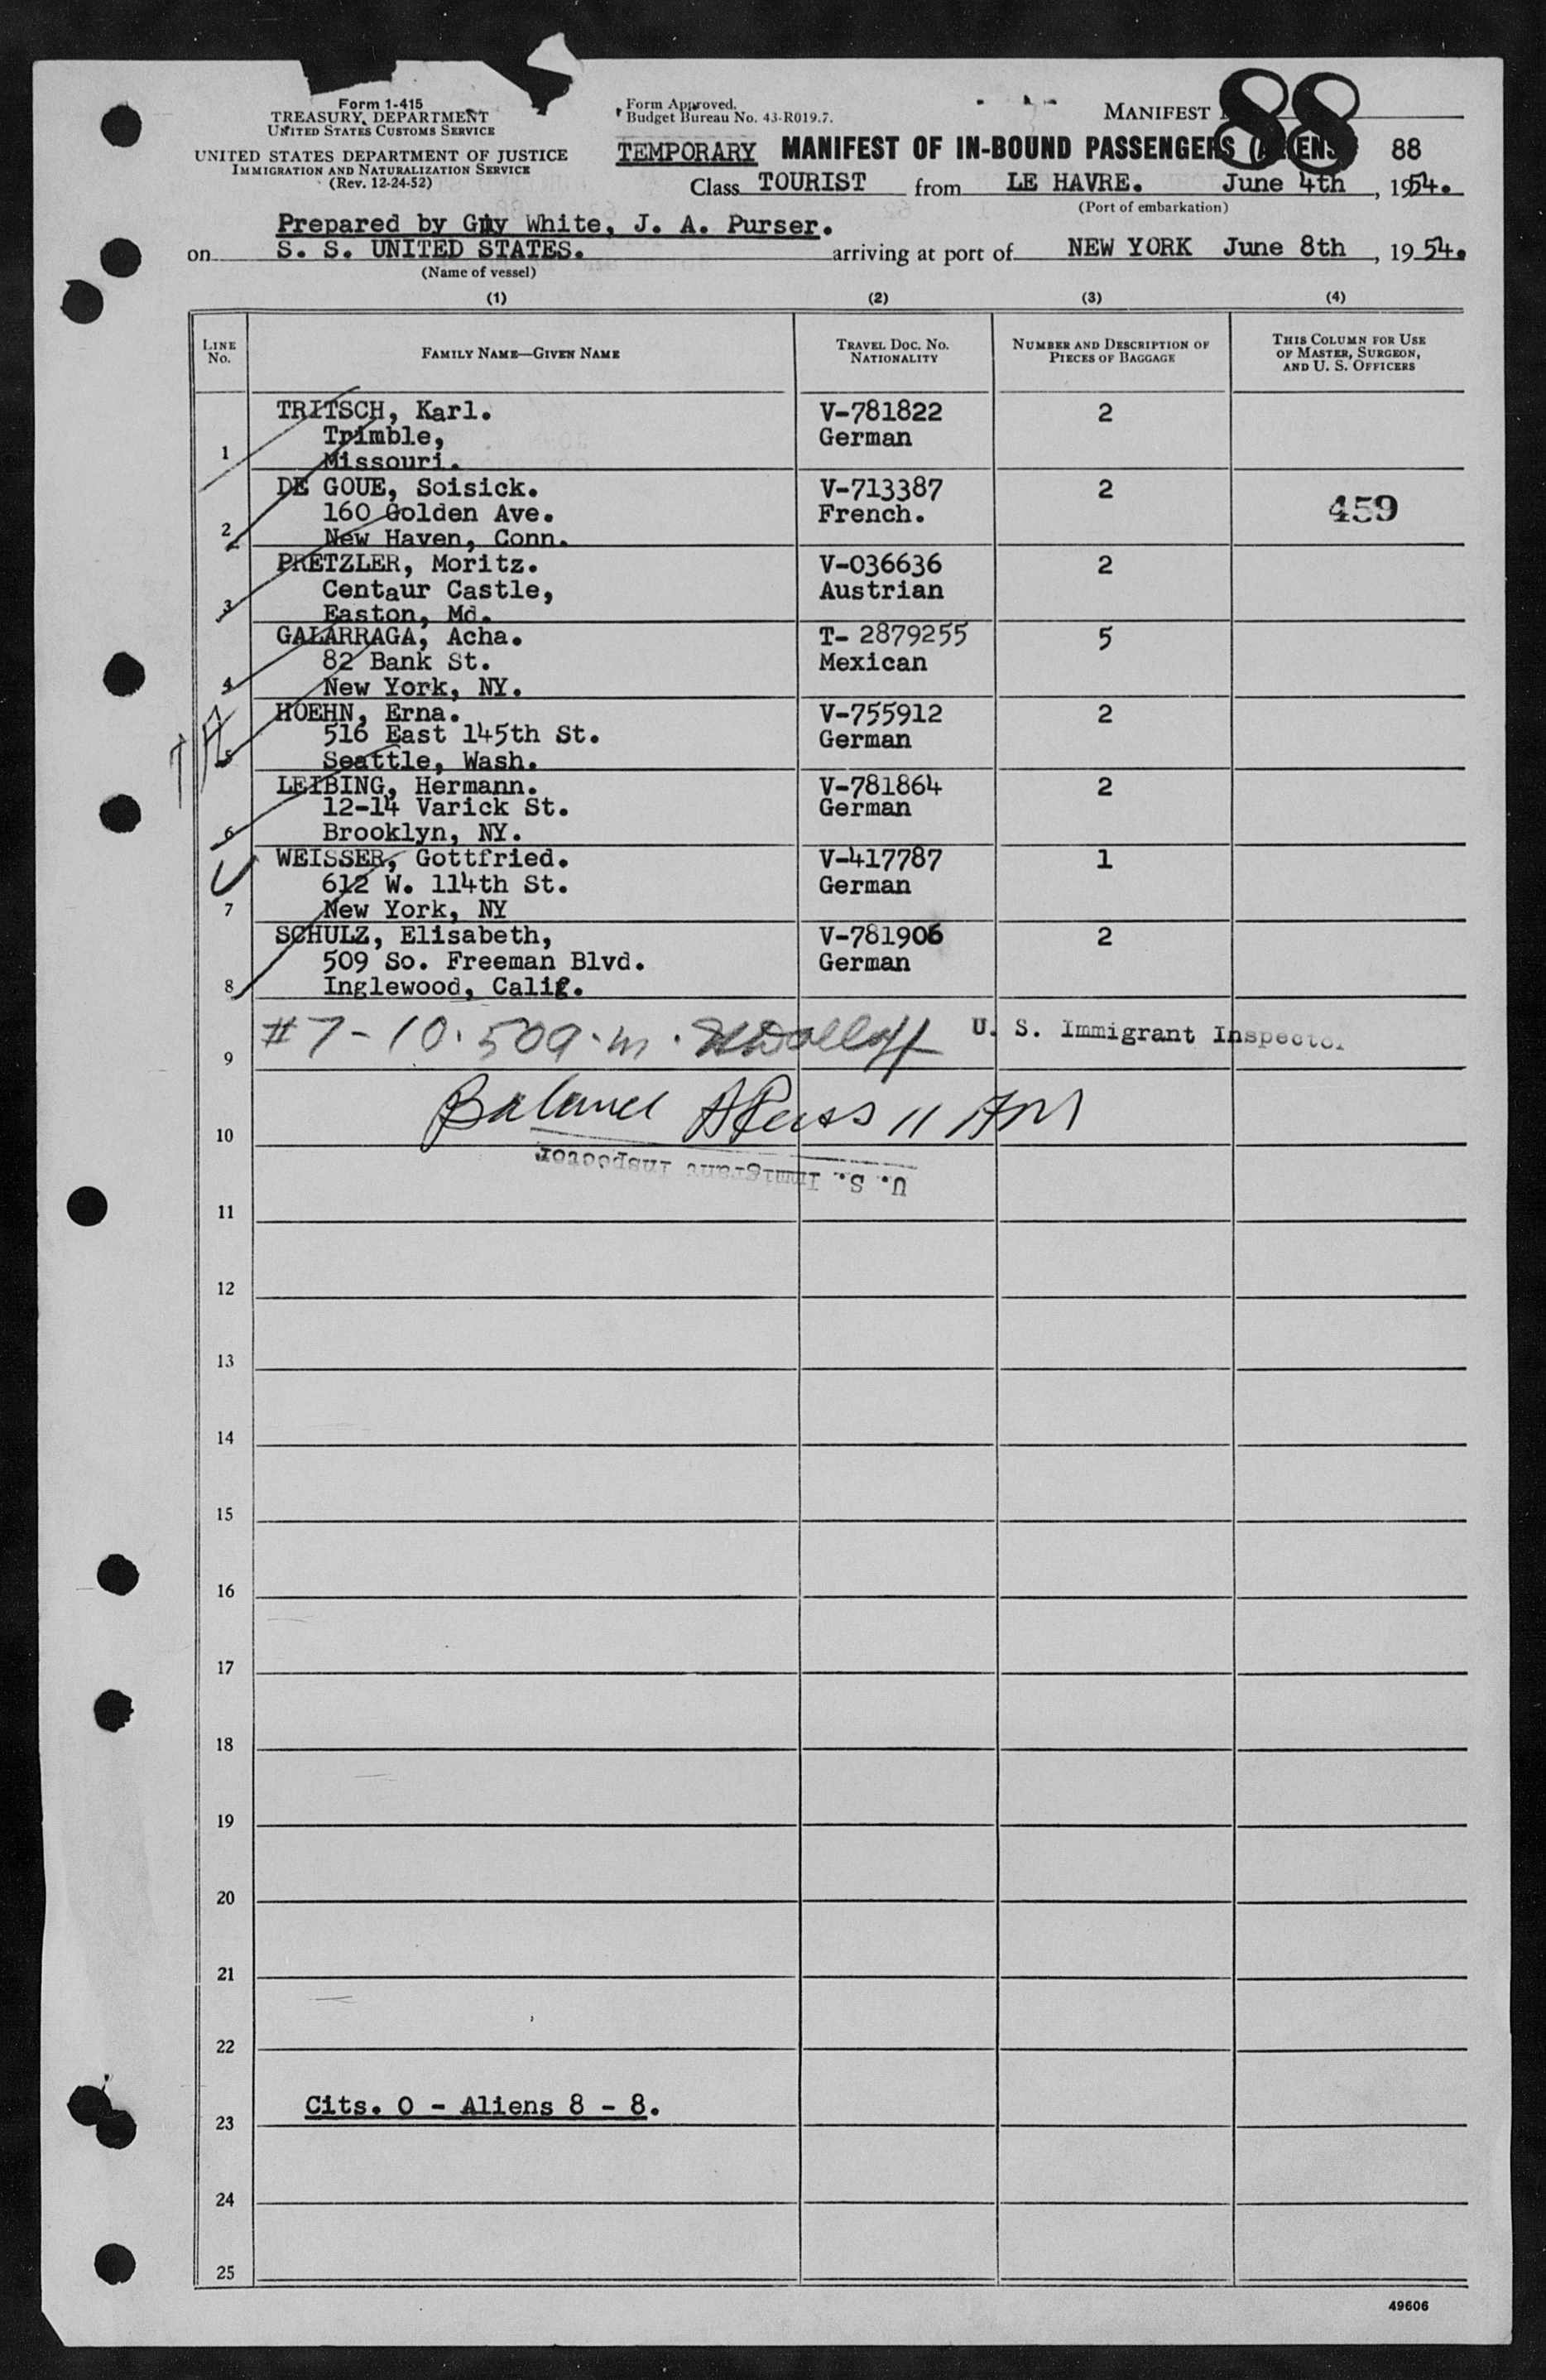 Form 1-415
TREASURY DEPARTMENT
UNITED STATES CUSTOMS SERVICE
UNITED STATES DEPARTMENT OF JUSTICE
IMMIGRATION AND NATURALIZATION SERVICE
(Rev. 12-24-52)
Form Approved.
Budget Bureau No. 43-R019.7.
MANIFEST
88
TEMPORARY MANIFEST OF IN-BOUND PASSENGERS (ALIENS) 88
Class TOURIST from LE HAVRE. June 4th, 1954.
(Port of embarkation)
Prepared by Guy White, J. A. Purser.
on S. S. UNITED STATES. arriving at port of NEW YORK June 8th, 1954.
(Name of vessel)
(1) (2) (3) (4)
LINE No. FAMILY NAME—GIVEN NAME TRAVEL DOC. NO. NATIONALITY NUMBER AND DESCRIPTION OF PIECES OF BAGGAGE THIS COLUMN FOR USE OF MASTER, SURGEON, AND U. S. OFFICERS
TRITSCH, Karl. V-781822 2
Trimble, German
1 Missouri.
DE GOUE, Soisick. V-713387 2
160 Golden Ave. French. 459
2 New Haven, Conn.
PRETZLER, Moritz. V-036636 2
Centaur Castle, Austrian
3 Easton, Md.
GALARRAGA, Acha. T- 2879255 5
82 Bank St. Mexican
4 New York, NY.
HOEHN, Erna. V-755912 2
516 East 145th St. German
5 Seattle, Wash.
LEIBING, Hermann. V-781864 2
12-14 Varick St. German
6 Brooklyn, NY.
WEISSER, Gottfried. V-417787 1
612 W. 114th St. German
7 New York, NY
SCHULZ, Elisabeth, V-781906 2
509 So. Freeman Blvd. German
8 Inglewood, Calif.
9 #7 - 10.50 a.m. U. S. Immigrant Inspector
10 Balance 11 AM
U. S. Immigrant Inspector
11
12
13
14
15
16
17
18
19
20
21
22
23 Cits. 0 - Aliens 8 - 8.
24
25
49606